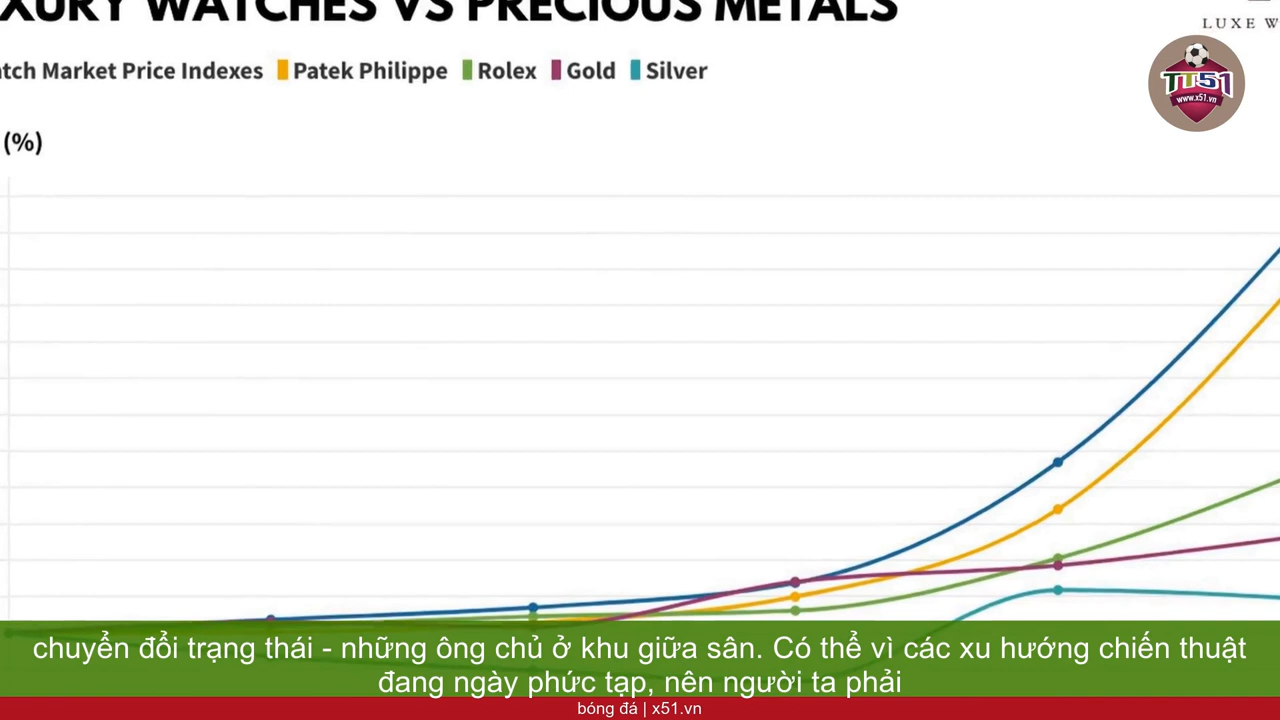 XURY WATCHES VS PRECIOUS METALS
LUXE W
tch Market Price Indexes Patek Philippe Rolex Gold Silver
TT51
www.x51.vn
(%)
chuyển đổi trạng thái - những ông chủ ở khu giữa sân. Có thể vì các xu hướng chiến thuật
đang ngày phức tạp, nên người ta phải
bóng đá | x51.vn